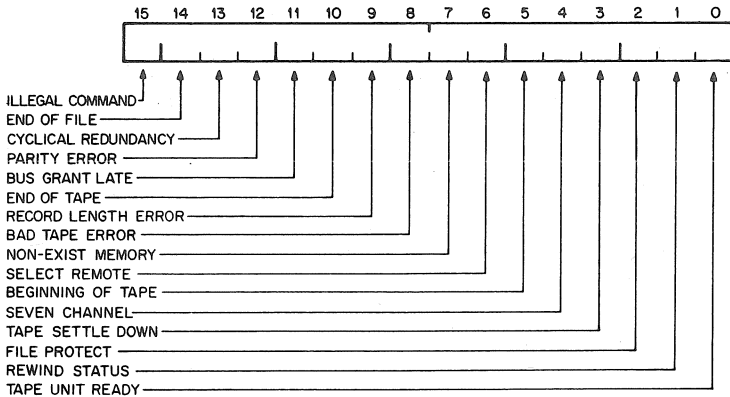 15 14 13 12 11 10 9 8 7 6 5 4 3 2 1 0
ILLEGAL COMMAND
END OF FILE
CYCLICAL REDUNDANCY
PARITY ERROR
BUS GRANT LATE
END OF TAPE
RECORD LENGTH ERROR
BAD TAPE ERROR
NON-EXIST MEMORY
SELECT REMOTE
BEGINNING OF TAPE
SEVEN CHANNEL
TAPE SETTLE DOWN
FILE PROTECT
REWIND STATUS
TAPE UNIT READY